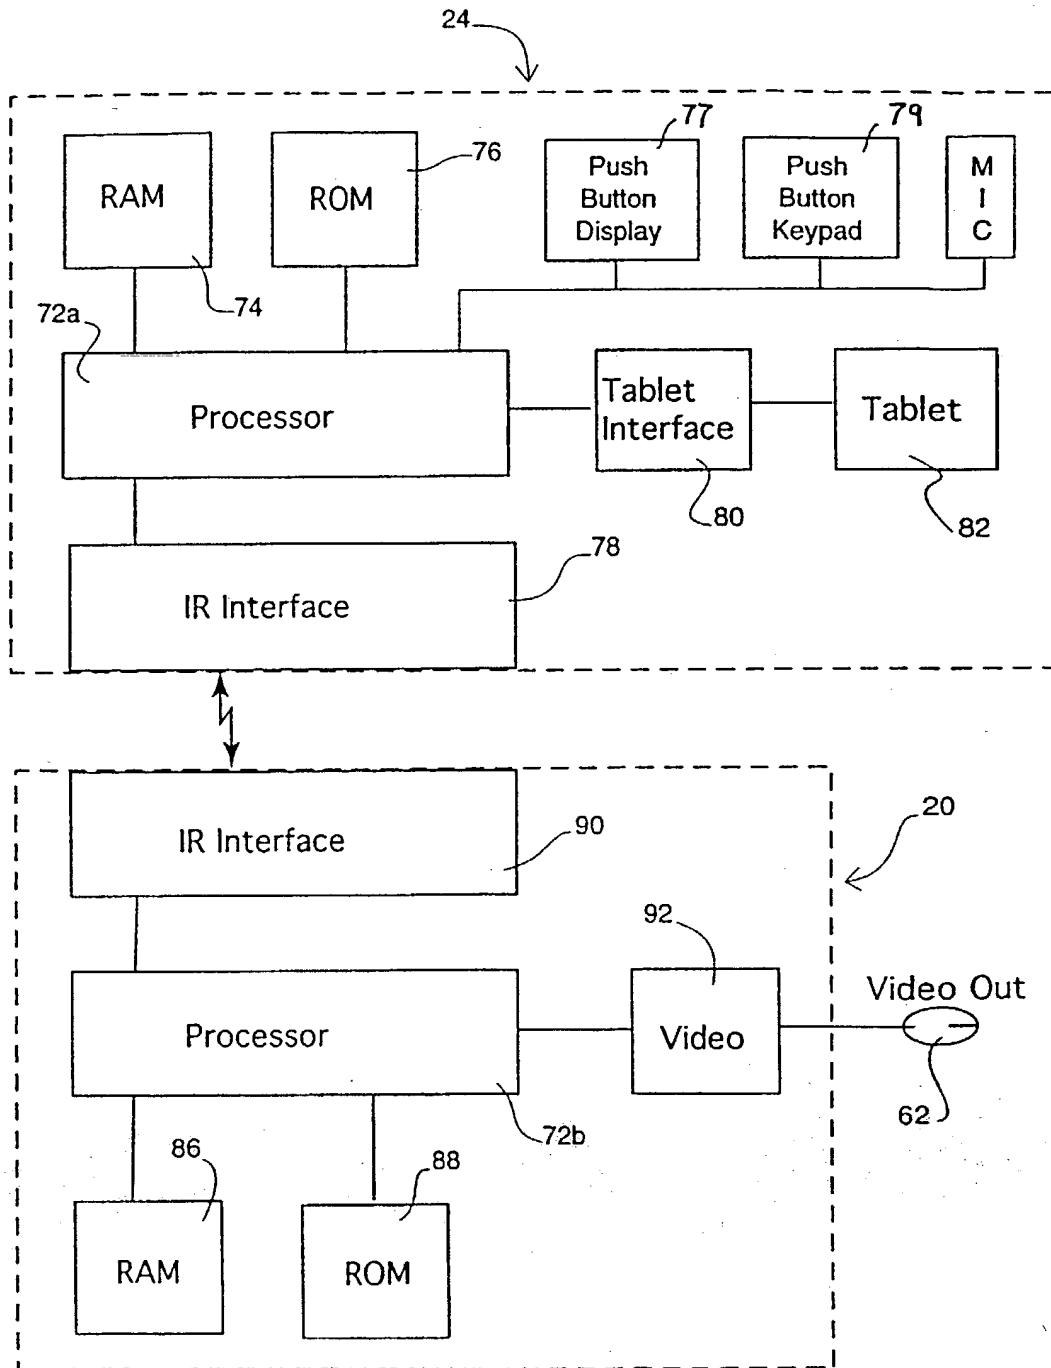 24
77
79
76
RAM
ROM
Push
Button
Display
Push
Button
Keypad
M
I
C
74
72a
Processor
Tablet
Interface
Tablet
80
82
78
IR Interface
IR Interface
90
20
92
Video Out
Processor
Video
62
72b
86
88
RAM
ROM